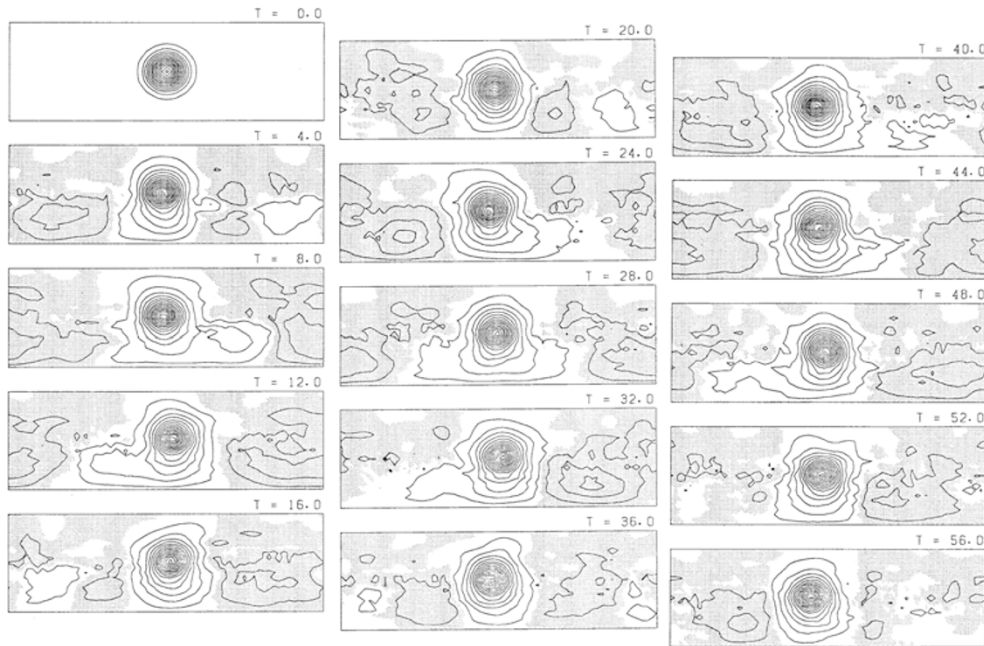 T = 0.0
T = 4.0
T = 8.0
T = 12.0
T = 16.0
T = 20.0
T = 24.0
T = 28.0
T = 32.0
T = 36.0
T = 40.0
T = 44.0
T = 48.0
T = 52.0
T = 56.0